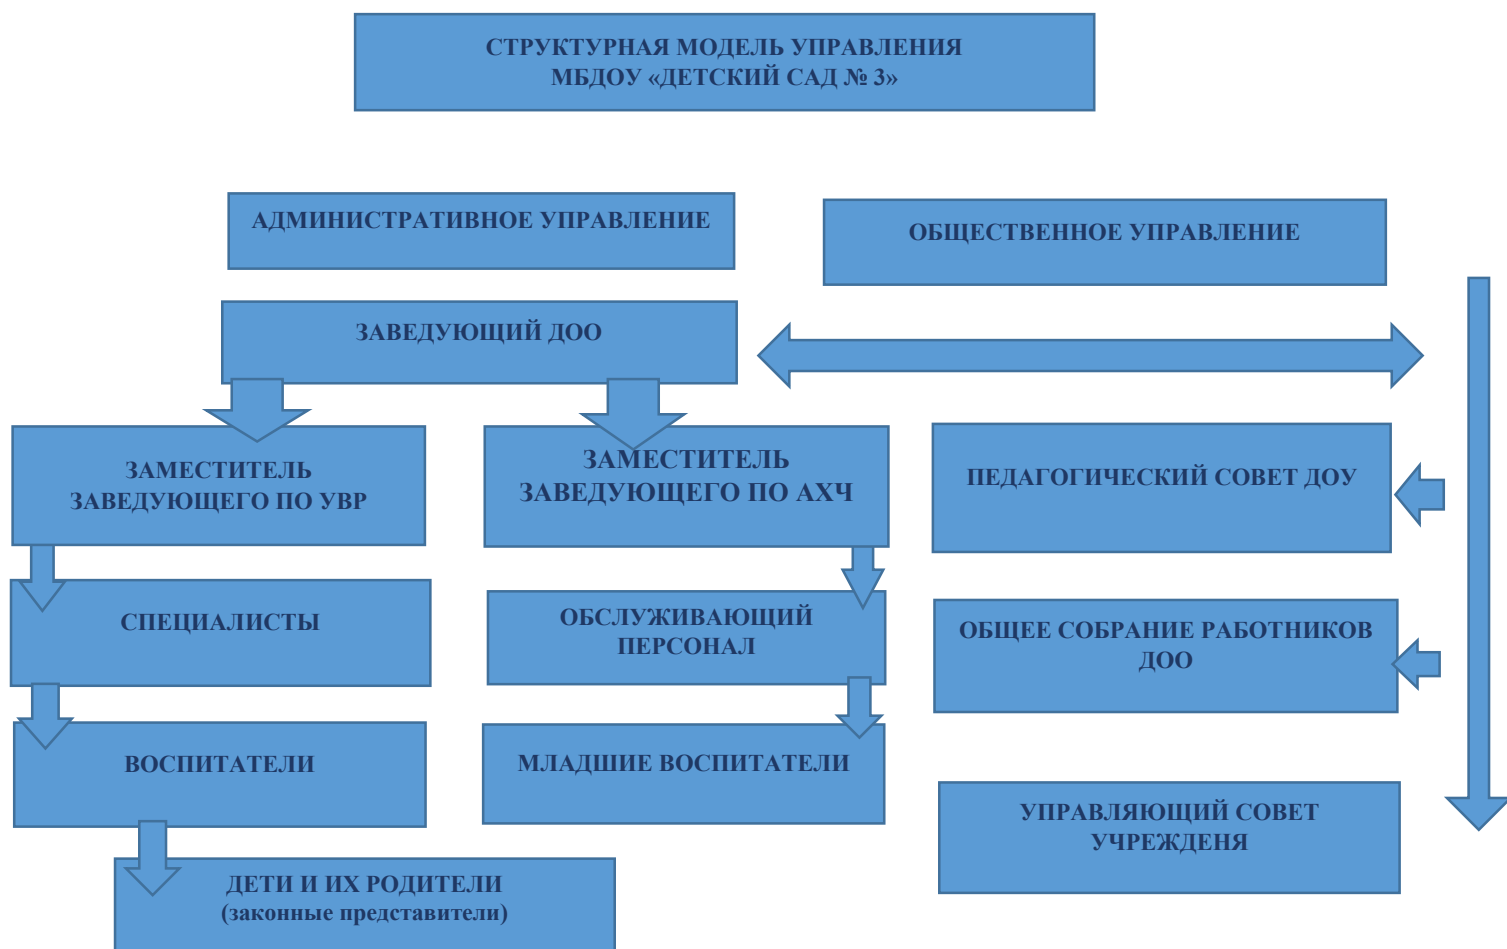 СТРУКТУРНАЯ МОДЕЛЬ УПРАВЛЕНИЯ
МБДОУ «ДЕТСКИЙ САД № 3»
АДМИНИСТРАТИВНОЕ УПРАВЛЕНИЕ
ОБЩЕСТВЕННОЕ УПРАВЛЕНИЕ
ЗАВЕДУЮЩИЙ ДОО
ЗАМЕСТИТЕЛЬ
ЗАВЕДУЮЩЕГО ПО УВР
ЗАМЕСТИТЕЛЬ
ЗАВЕДУЮЩЕГО ПО АХЧ
ПЕДАГОГИЧЕСКИЙ СОВЕТ ДОУ
СПЕЦИАЛИСТЫ
ОБСЛУЖИВАЮЩИЙ
ПЕРСОНАЛ
ОБЩЕЕ СОБРАНИЕ РАБОТНИКОВ
ДОО
ВОСПИТАТЕЛИ
МЛАДШИЕ ВОСПИТАТЕЛИ
УПРАВЛЯЮЩИЙ СОВЕТ
УЧРЕЖДЕНЯ
ДЕТИ И ИХ РОДИТЕЛИ
(законные представители)